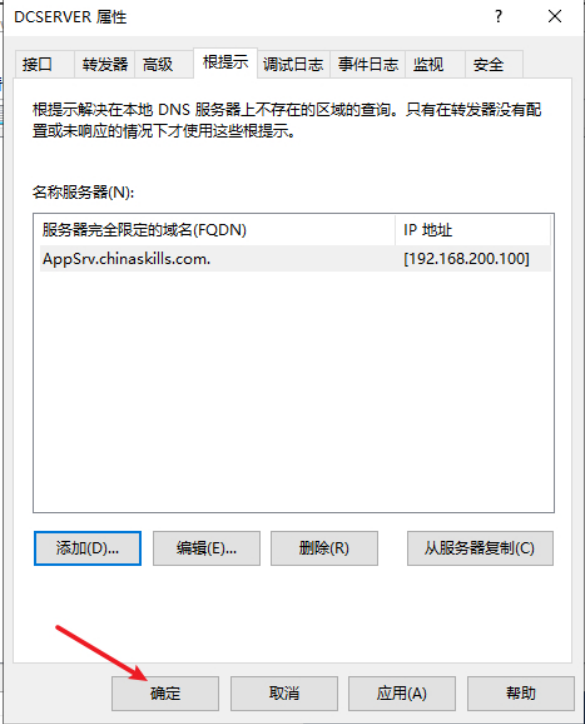 DCSERVER 属性
?
接口 转发器 高级 根提示 调试日志 事件日志 监视 安全
根提示解决在本地 DNS 服务器上不存在的区域的查询。只有在转发器没有配
置或未响应的情况下才使用这些根提示。
名称服务器(N):
服务器完全限定的域名(FQDN) IP 地址
AppSrv.chinaskills.com. [192.168.200.100]
添加(D)... 编辑(E)... 删除(R) 从服务器复制(C)
确定 取消 应用(A) 帮助